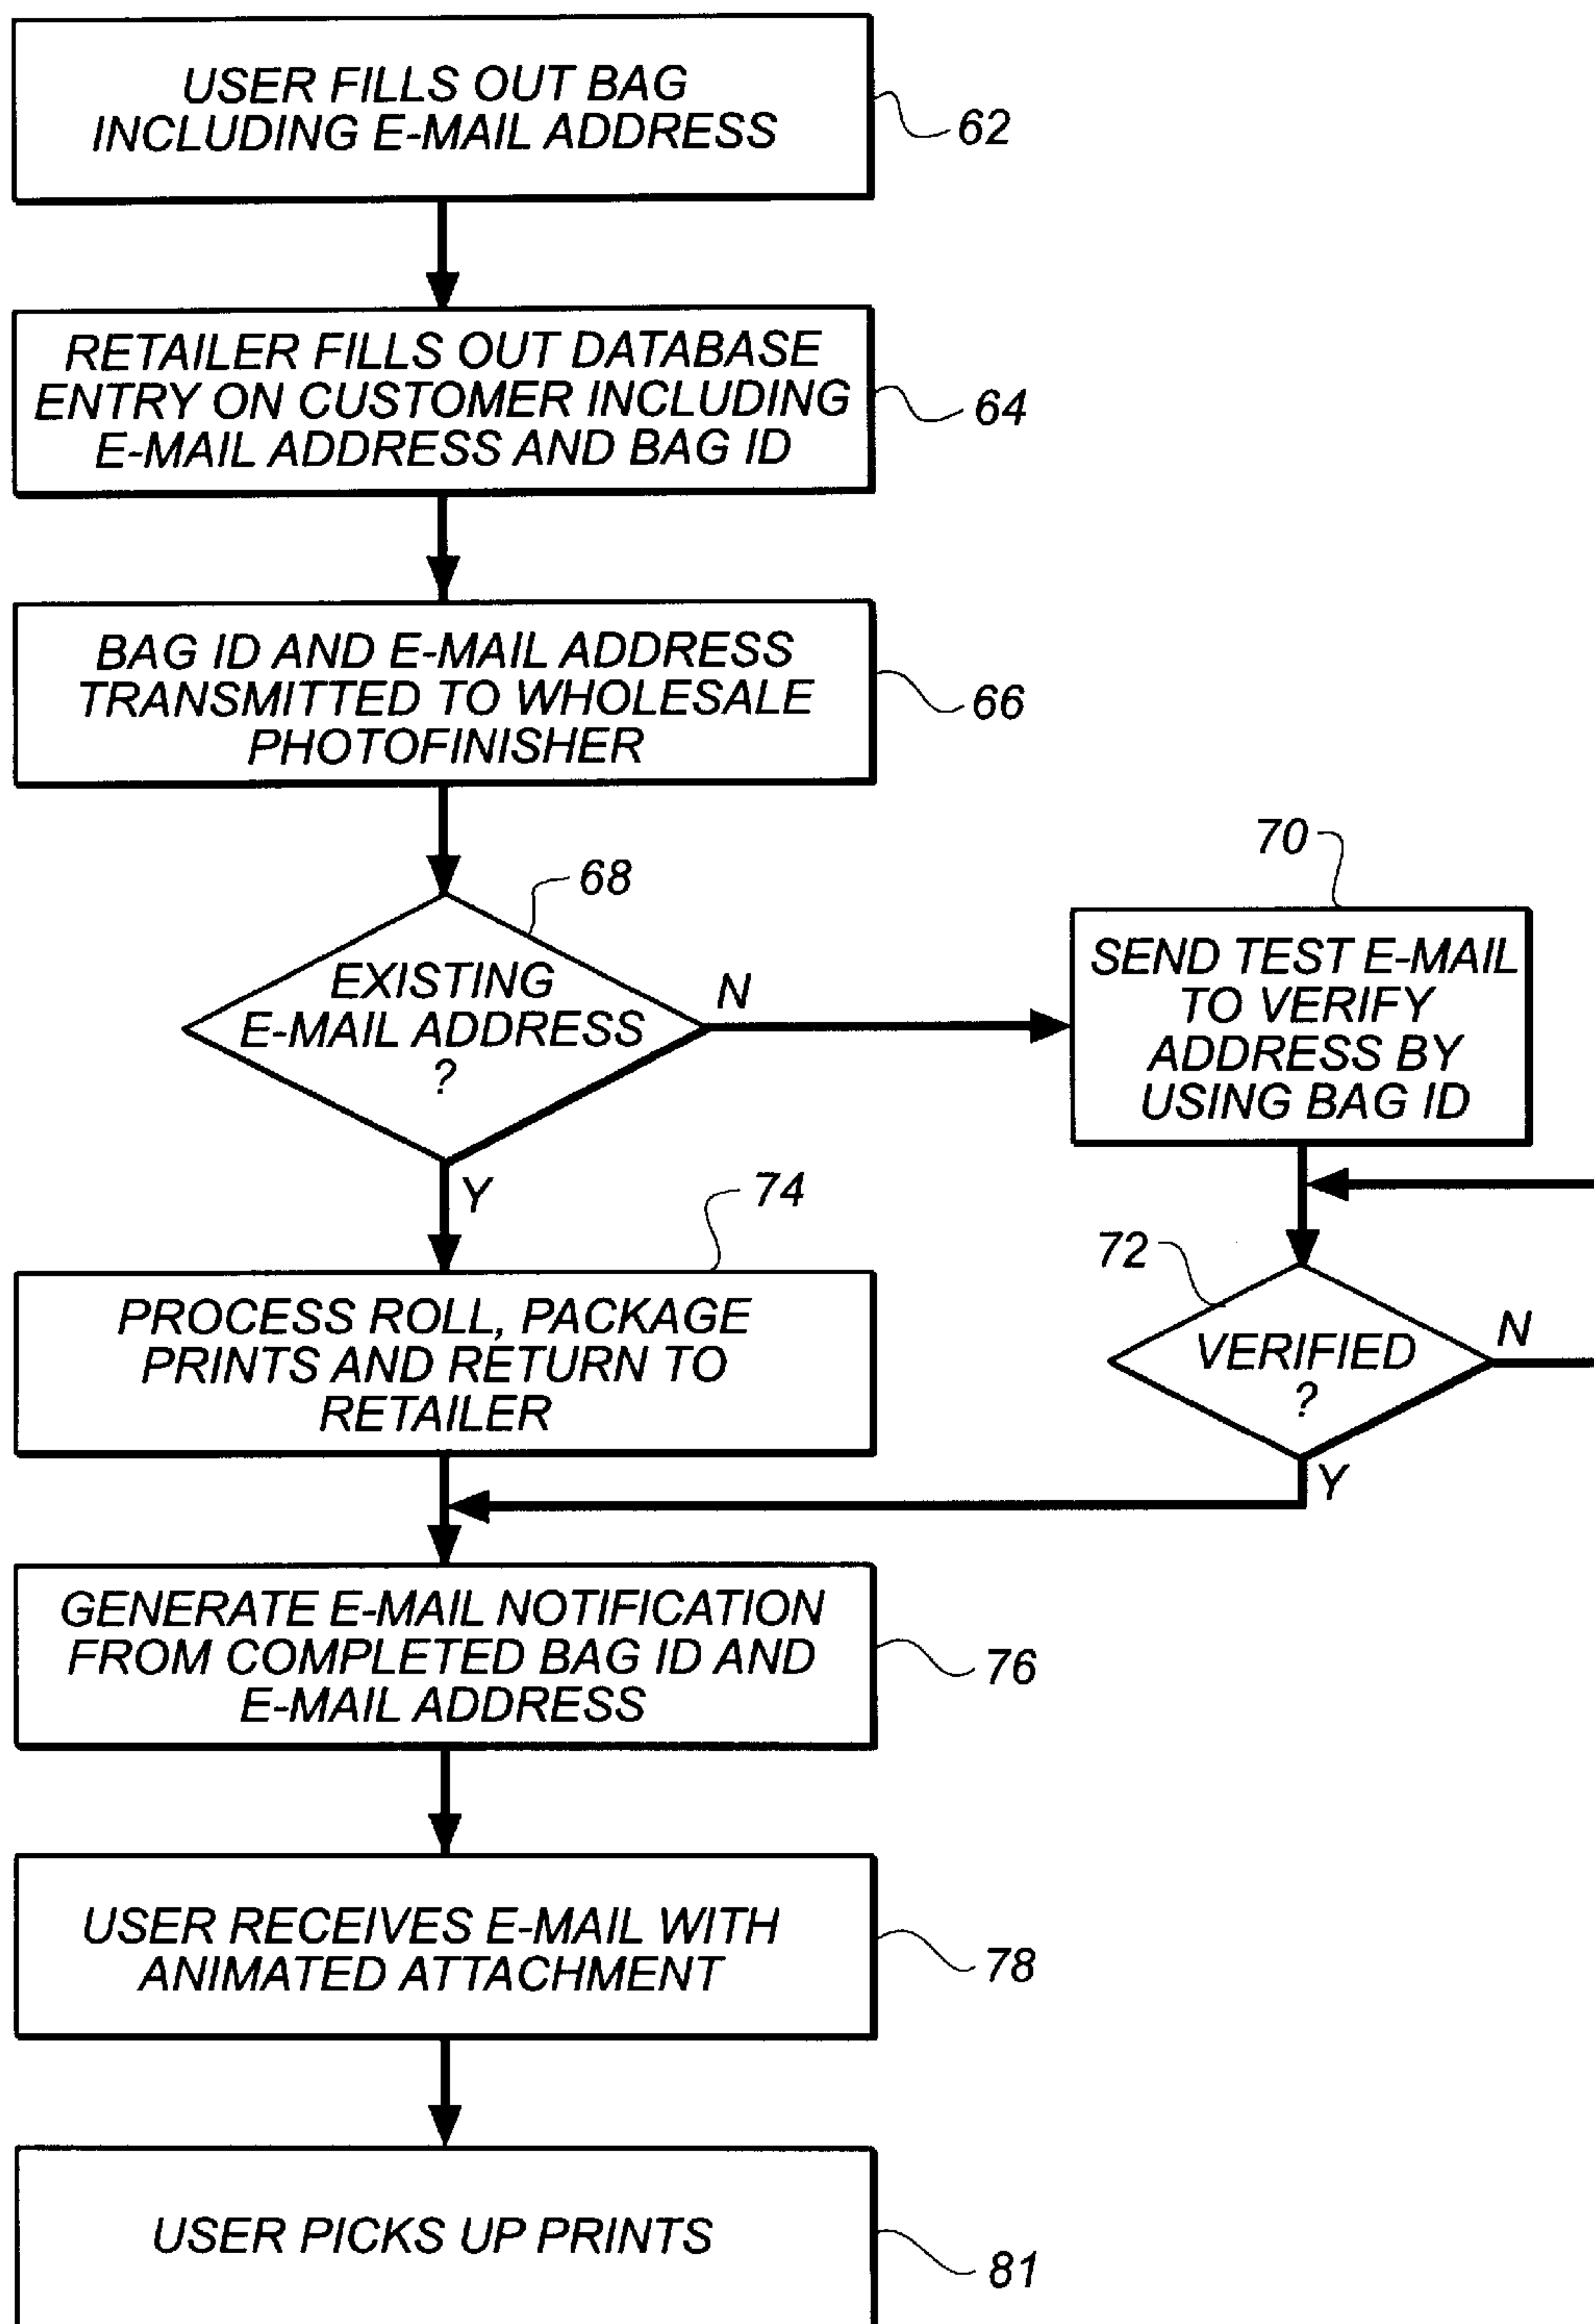 USER FILLS OUT BAG
INCLUDING E-MAIL ADDRESS
62
RETAILER FILLS OUT DATABASE
ENTRY ON CUSTOMER INCLUDING
E-MAIL ADDRESS AND BAG ID
64
BAG ID AND E-MAIL ADDRESS
TRANSMITTED TO WHOLESALE
PHOTOFINISHER
66
68
EXISTING
E-MAIL ADDRESS
?
N
Y
70
SEND TEST E-MAIL
TO VERIFY
ADDRESS BY
USING BAG ID
72
VERIFIED
?
N
Y
74
PROCESS ROLL, PACKAGE
PRINTS AND RETURN TO
RETAILER
GENERATE E-MAIL NOTIFICATION
FROM COMPLETED BAG ID AND
E-MAIL ADDRESS
76
USER RECEIVES E-MAIL WITH
ANIMATED ATTACHMENT
78
USER PICKS UP PRINTS
81